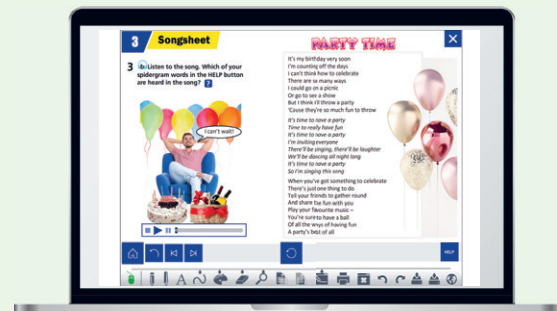 3 Songsheet
PARTY TIME
3 Listen to the song. Which of your
spidergram words in the HELP button
are heard in the song? ?
I can't wait!
It's my birthday very soon
I'm counting off the days
I can't think how to celebrate
There are so many ways
I could go on a picnic
Or go to see a show
But I think I'll throw a party
'Cause they're so much fun to throw
It's time to have a party
Time to really have fun
It's time to have a party
I'm inviting everyone
There'll be singing, there'll be laughter
We'll be dancing all night long
It's time to have a party
So I'm singing this song
When you've got something to celebrate
There's just one thing to do
Tell your friends to gather round
And share the fun with you
Play your favourite music –
You're sure to have a ball
Of all the ways of having fun
A party's best of all
HELP